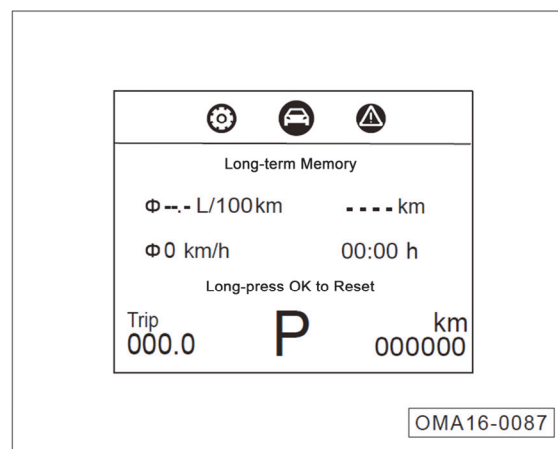 Long-term Memory
Φ--.- L/100km ----km
Φ0 km/h 00:00 h
Long-press OK to Reset
Trip P km
000.0 000000
OMA16-0087